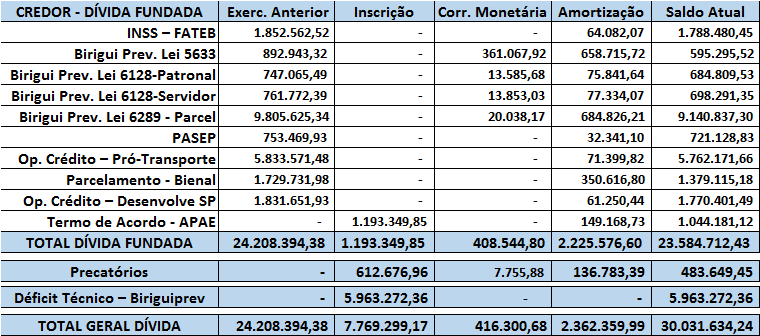 CREDOR - DÍVIDA FUNDADA Exerc. Anterior Inscrição Corr. Monetária Amortização Saldo Atual
INSS – FATEB 1.852.562,52 - - 64.082,07 1.788.480,45
Birigui Prev. Lei 5633 892.943,32 - 361.067,92 658.715,72 595.295,52
Birigui Prev. Lei 6128-Patronal 747.065,49 - 13.585,68 75.841,64 684.809,53
Birigui Prev. Lei 6128-Servidor 761.772,39 - 13.853,03 77.334,07 698.291,35
Birigui Prev. Lei 6289 - Parcel 9.805.625,34 - 20.038,17 684.826,21 9.140.837,30
PASEP 753.469,93 - - 32.341,10 721.128,83
Op. Crédito – Pró-Transporte 5.833.571,48 - - 71.399,82 5.762.171,66
Parcelamento - Bienal 1.729.731,98 - - 350.616,80 1.379.115,18
Op. Crédito – Desenvolve SP 1.831.651,93 - - 61.250,44 1.770.401,49
Termo de Acordo - APAE - 1.193.349,85 149.168,73 1.044.181,12
TOTAL DÍVIDA FUNDADA 24.208.394,38 1.193.349,85 408.544,80 2.225.576,60 23.584.712,43
Precatórios - 612.676,96 7.755,88 136.783,39 483.649,45
Déficit Técnico – Biriguiprev - 5.963.272,36 - - 5.963.272,36
TOTAL GERAL DÍVIDA 24.208.394,38 7.769.299,17 416.300,68 2.362.359,99 30.031.634,24